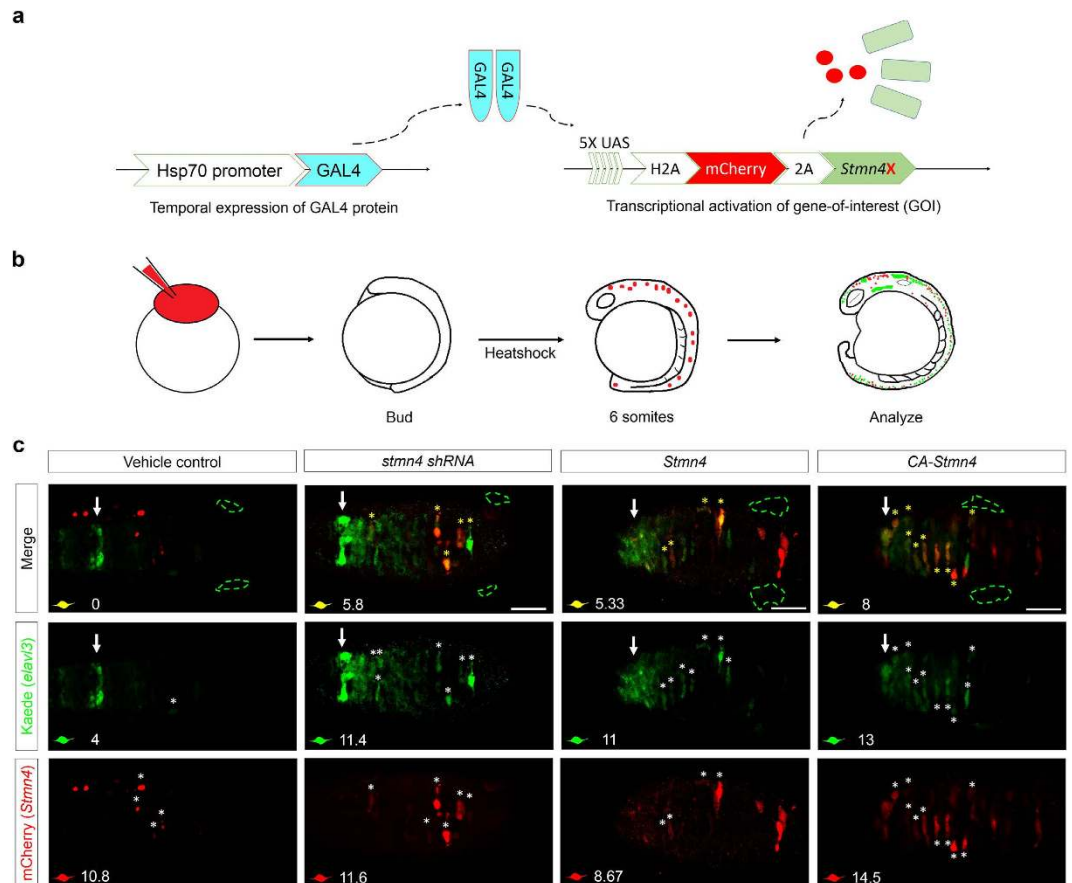 a
GAL4
GAL4
5X UAS
Hsp70 promoter
GAL4
H2A
mCherry
2A
Stmn4X
Temporal expression of GAL4 protein
Transcriptional activation of gene-of-interest (GOI)
b
Heatshock
Bud
6 somites
Analyze
c
Vehicle control
stmn4 shRNA
Stmn4
CA-Stmn4
Merge
0
5.8
5.33
8
Kaede (elavl3)
4
11.4
11
13
mCherry (Stmn4)
10.8
11.6
8.67
14.5